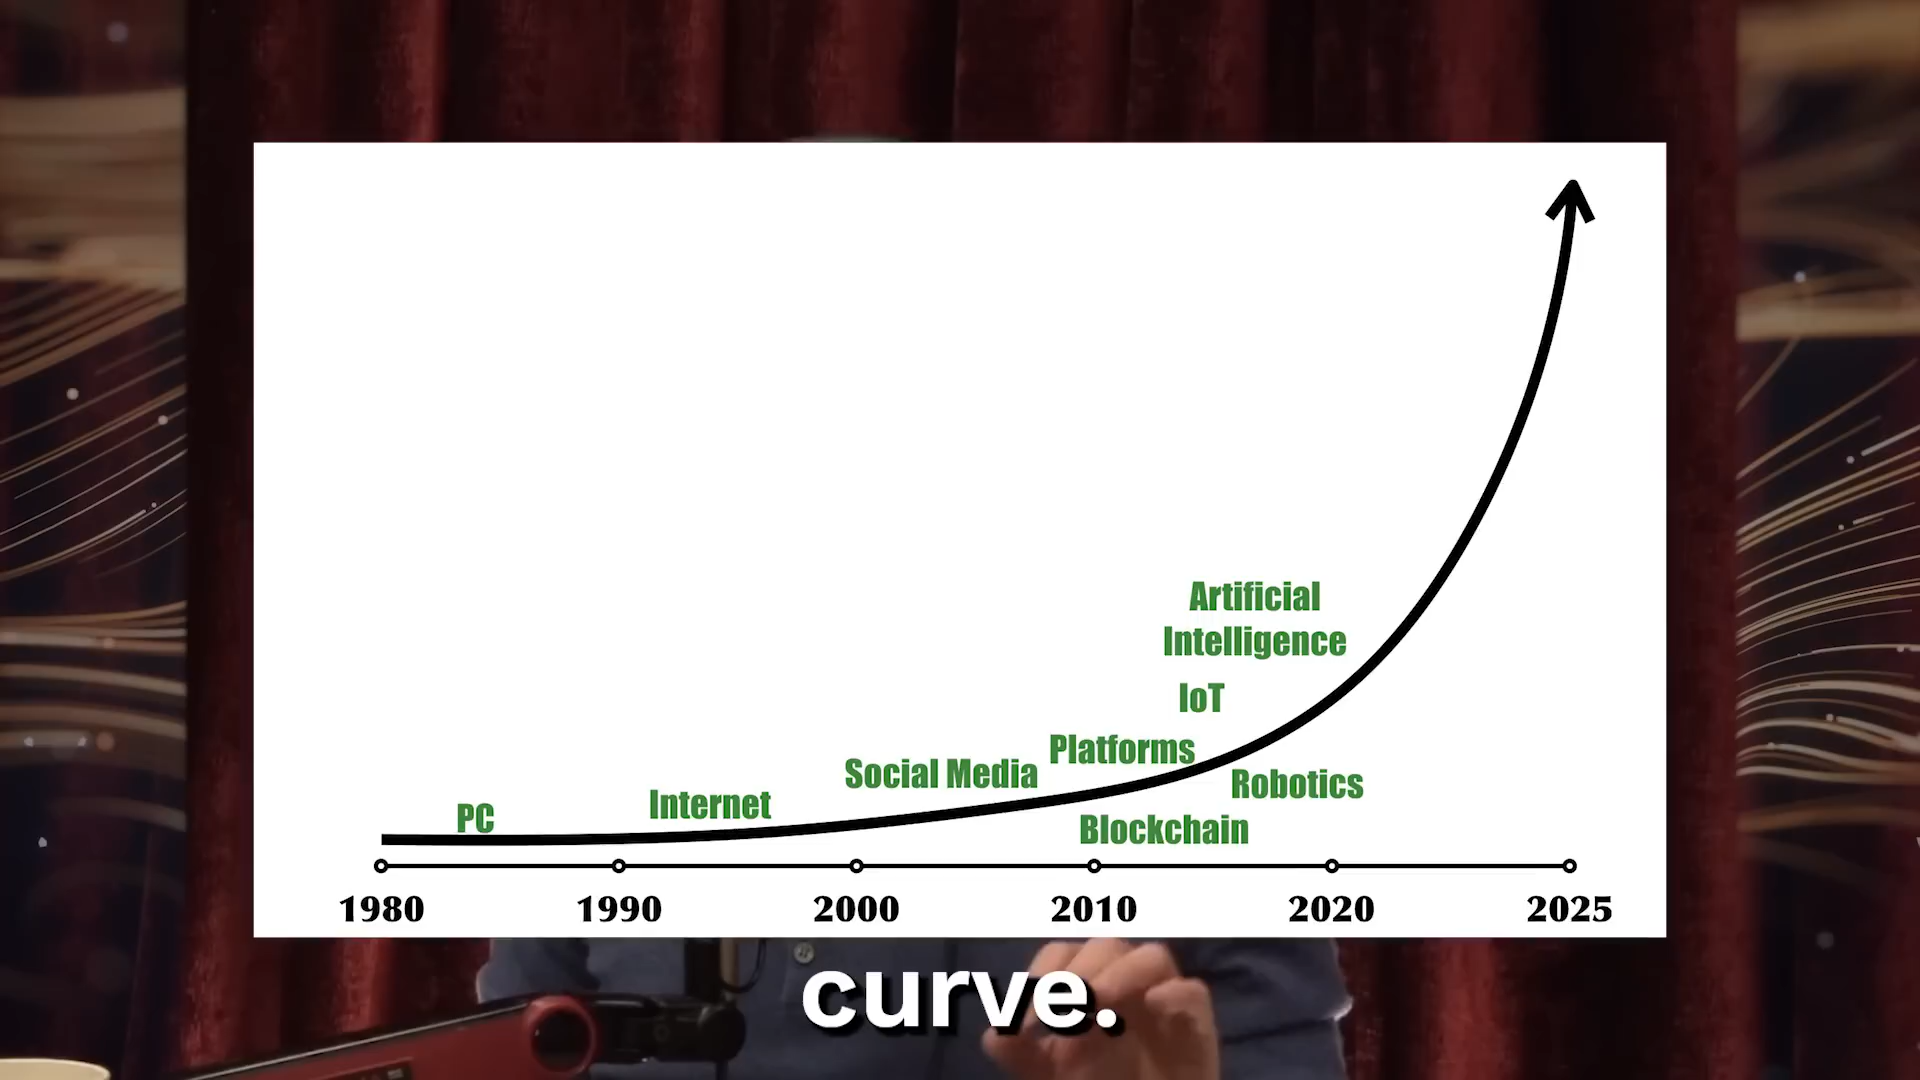 Artificial
Intelligence
IoT
Platforms
Social Media
Robotics
Internet
PC
Blockchain
1980 1990 2000 2010 2020 2025
curve.